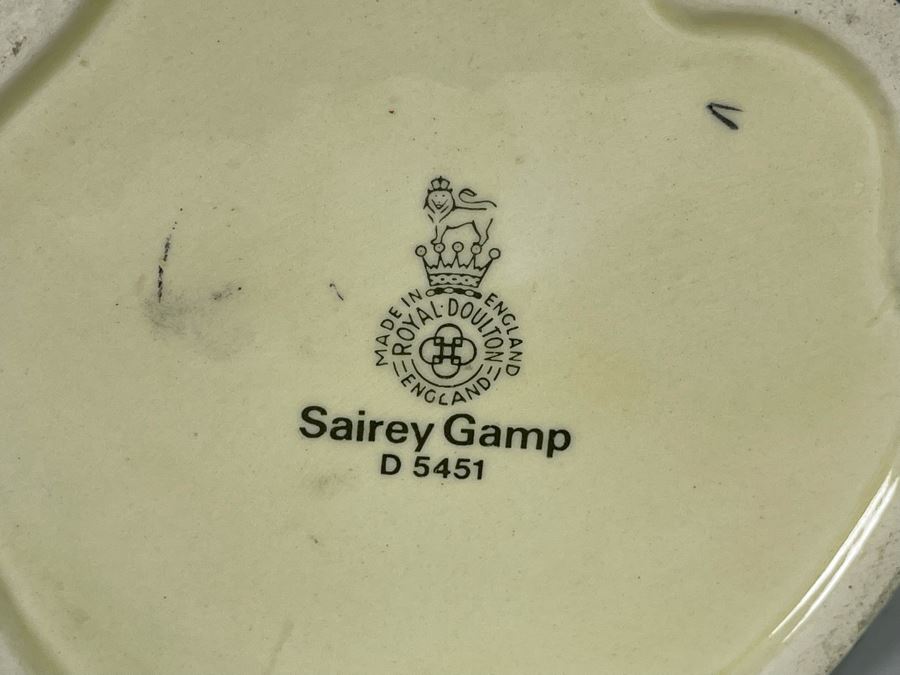 MADE IN ENGLAND
ROYAL·DOULTON
ENGLAND
Sairey Gamp
D 5451